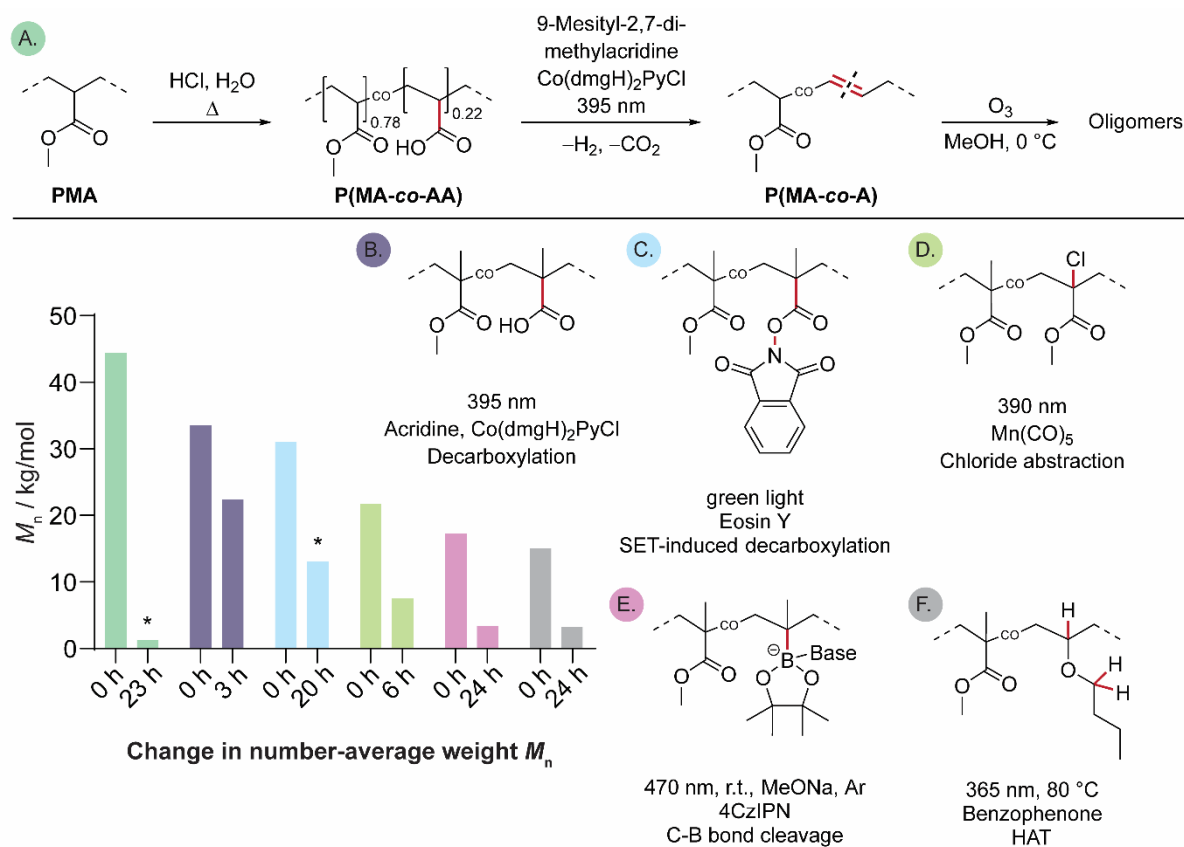 A.
HCl, H2O
Δ
9-Mesityl-2,7-di-
methylacridine
Co(dmgH)2PyCl
395 nm
–H2, –CO2
O3
MeOH, 0 °C
Oligomers
O
O
co
0.78
0.22
O
O
HO
O
co
O
O
PMA
P(MA-co-AA)
P(MA-co-A)
B.
co
O
O
HO
O
395 nm
Acridine, Co(dmgH)2PyCl
Decarboxylation
C.
co
O
O
O
O
O
N
O
green light
Eosin Y
SET-induced decarboxylation
D.
Cl
co
O
O
O
O
390 nm
Mn(CO)5
Chloride abstraction
Mn / kg/mol
50
40
30
20
10
0
*
*
0 h
23 h
0 h
3 h
0 h
20 h
0 h
6 h
0 h
24 h
0 h
24 h
Change in number-average weight Mn
E.
co
O
O
⊖
B
Base
O
O
470 nm, r.t., MeONa, Ar
4CzIPN
C-B bond cleavage
F.
H
co
O
O
O
H
H
365 nm, 80 °C
Benzophenone
HAT